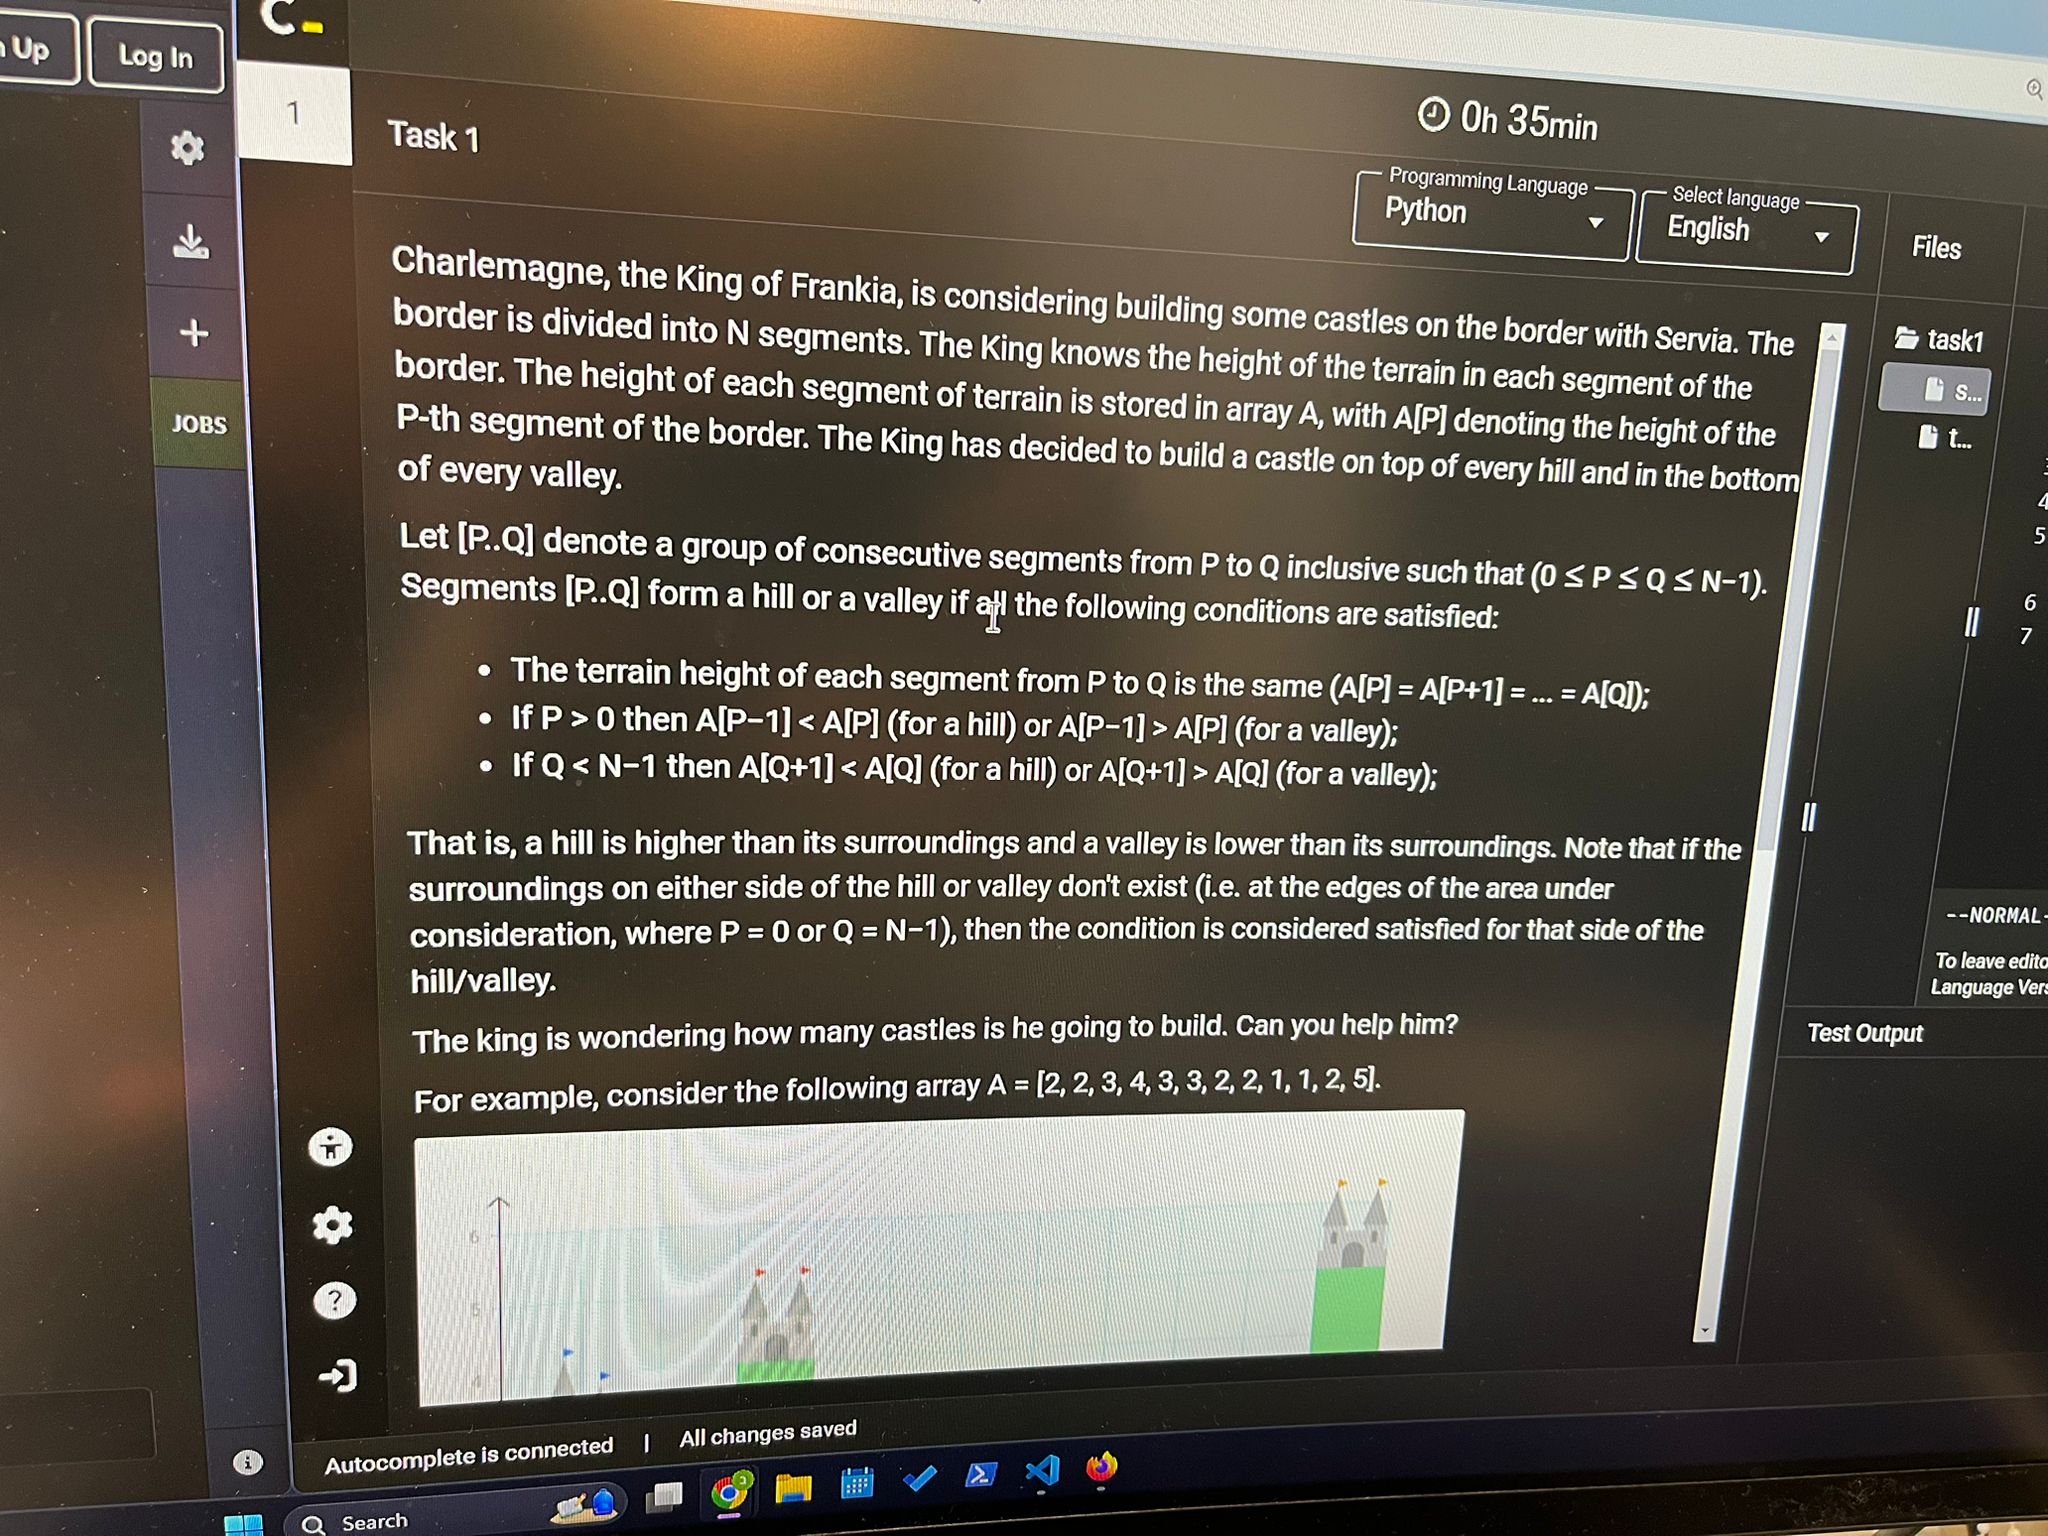 Up
Log In
C_
1
Task 1
0h 35min
Programming Language
Python
Select language
English
Files
task1
s...
t...
JOBS
Charlemagne, the King of Frankia, is considering building some castles on the border with Servia. The
border is divided into N segments. The King knows the height of the terrain in each segment of the
border. The height of each segment of terrain is stored in array A, with A[P] denoting the height of the
P-th segment of the border. The King has decided to build a castle on top of every hill and in the bottom
of every valley.
Let [P..Q] denote a group of consecutive segments from P to Q inclusive such that (0 ≤ P ≤ Q ≤ N−1).
Segments [P..Q] form a hill or a valley if all the following conditions are satisfied:
• The terrain height of each segment from P to Q is the same (A[P] = A[P+1] = ... = A[Q]);
• If P > 0 then A[P−1] < A[P] (for a hill) or A[P−1] > A[P] (for a valley);
• If Q < N−1 then A[Q+1] < A[Q] (for a hill) or A[Q+1] > A[Q] (for a valley);
That is, a hill is higher than its surroundings and a valley is lower than its surroundings. Note that if the
surroundings on either side of the hill or valley don't exist (i.e. at the edges of the area under
consideration, where P = 0 or Q = N−1), then the condition is considered satisfied for that side of the
hill/valley.
The king is wondering how many castles is he going to build. Can you help him?
For example, consider the following array A = [2, 2, 3, 4, 3, 3, 2, 2, 1, 1, 2, 5].
6
5
4
4
5
6
7
--NORMAL-
To leave
Language
Test Output
Autocomplete is connected | All changes saved
Search